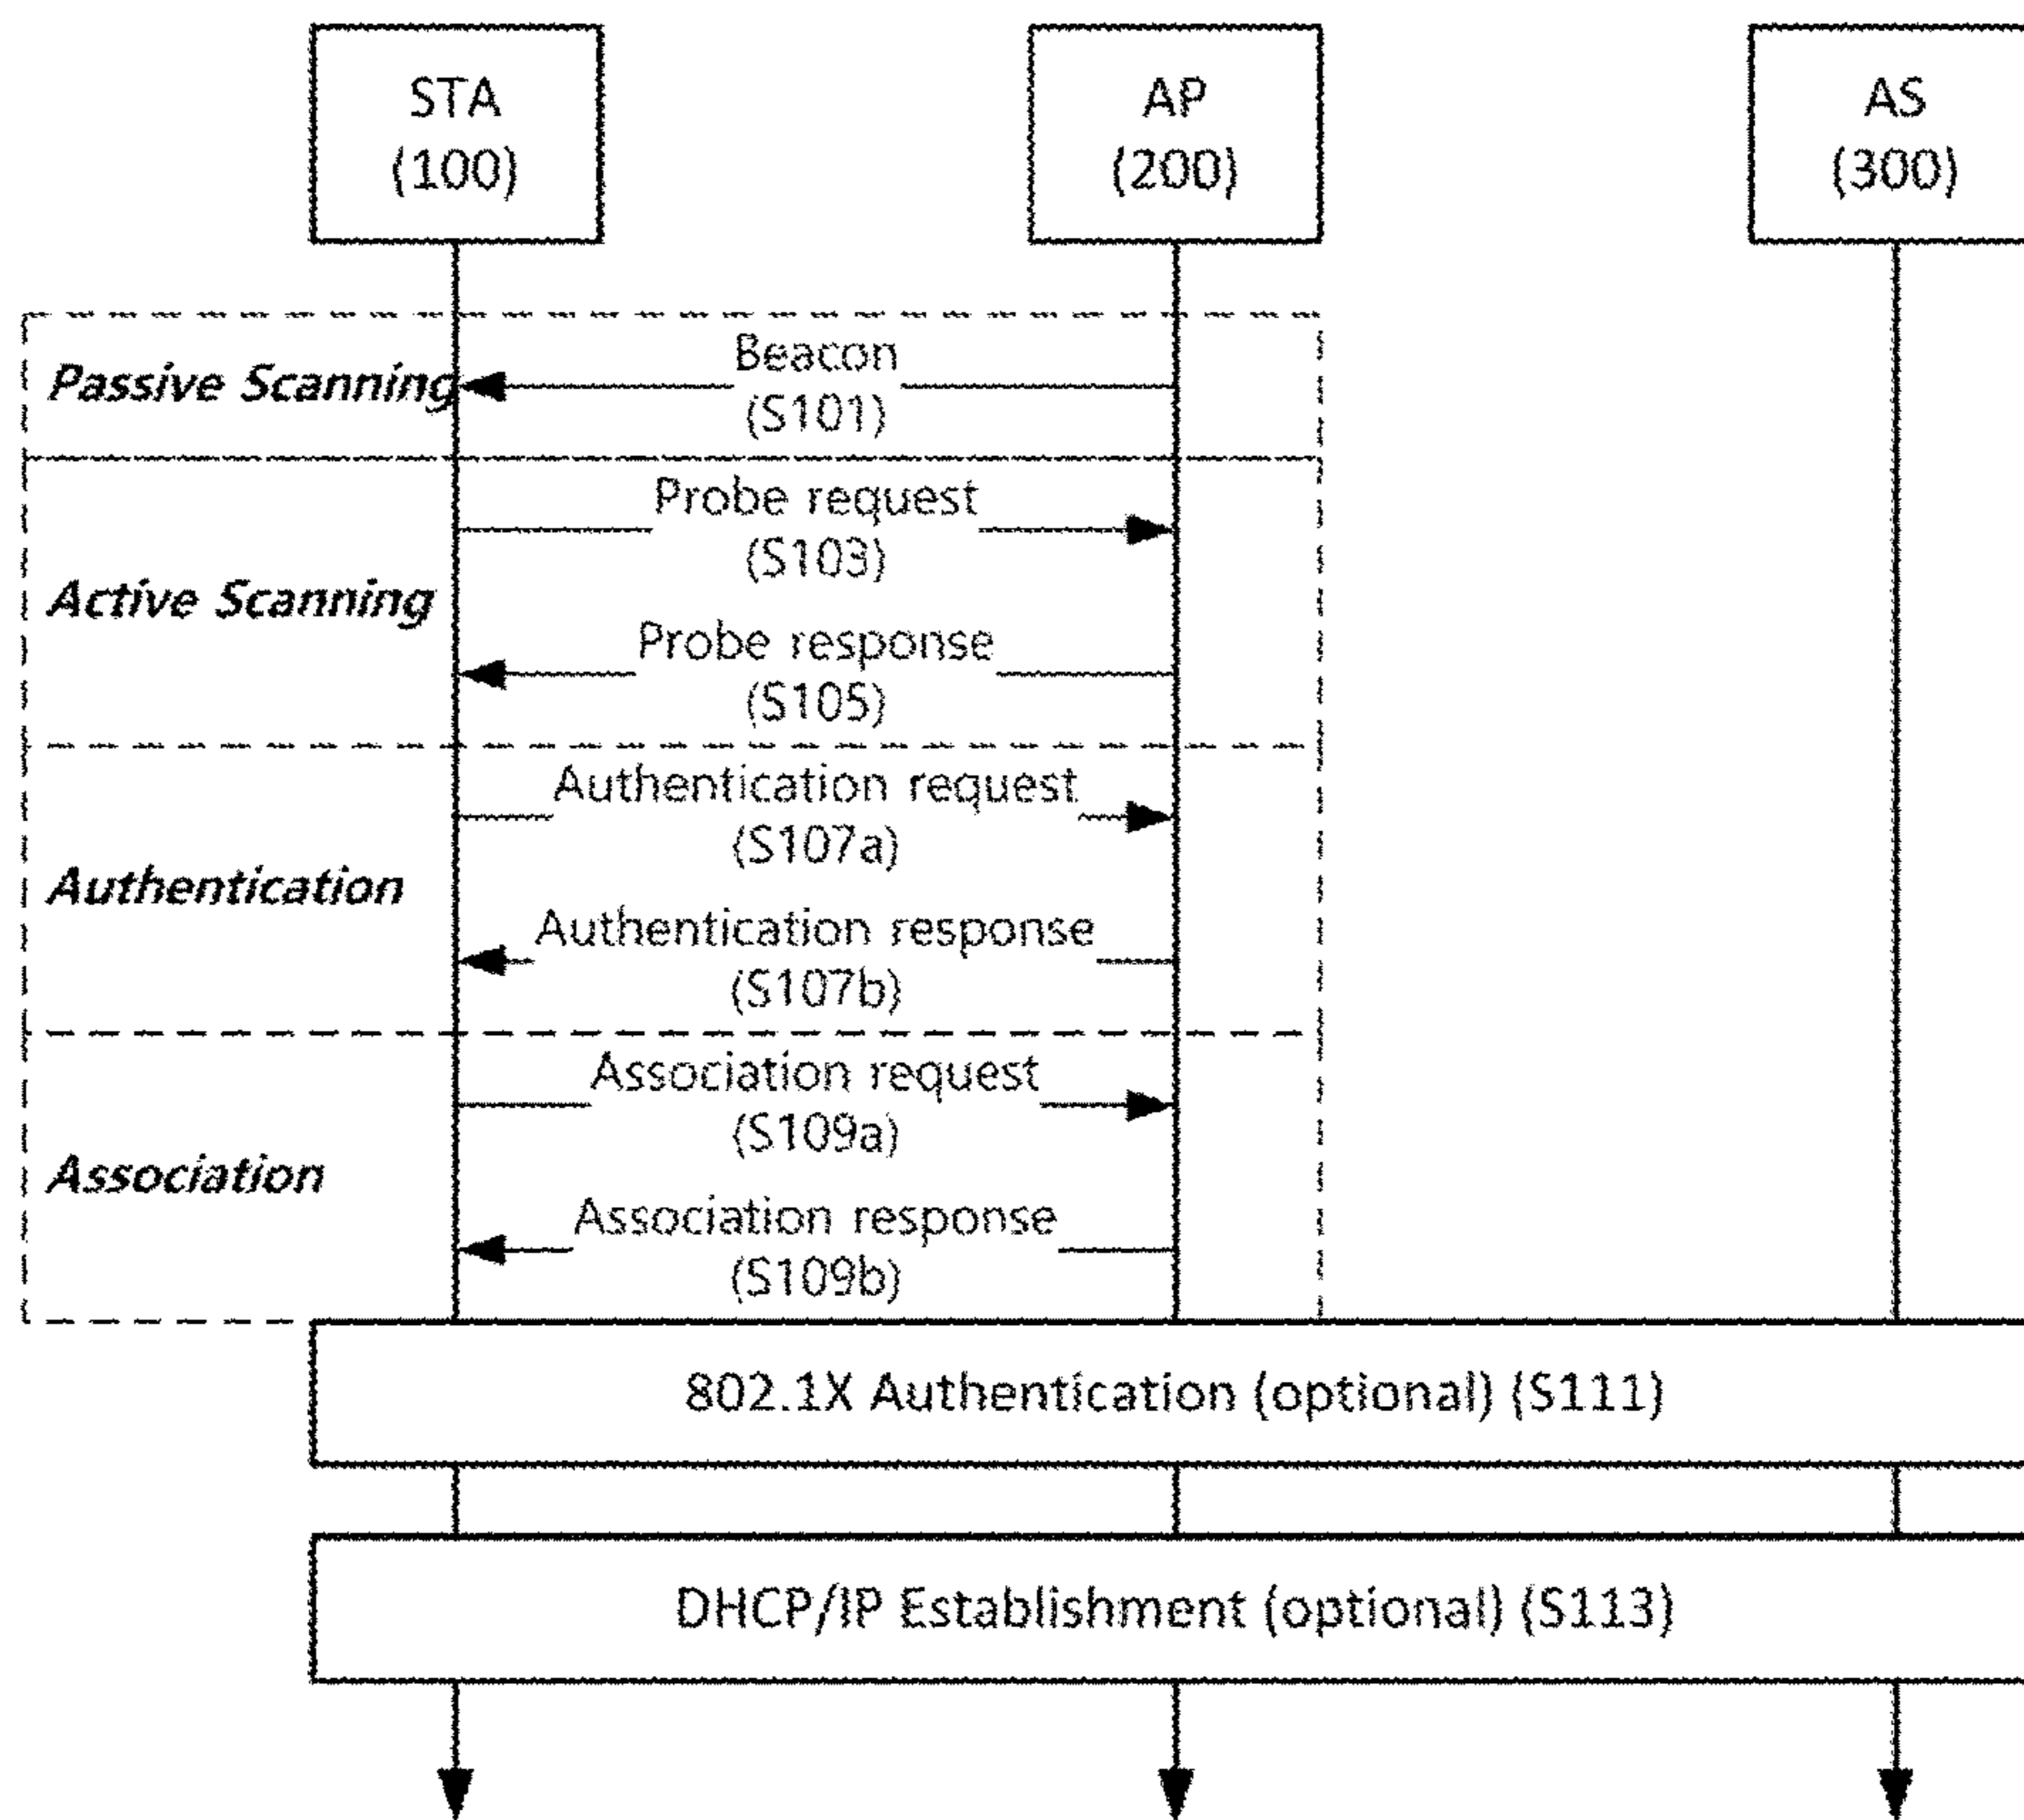 STA
(100)
AP
(200)
AS
(300)
Passive Scanning
Beacon
(S101)
Active Scanning
Probe request
(S103)
Probe response
(S105)
Authentication
Authentication request
(S107a)
Authentication response
(S107b)
Association
Association request
(S109a)
Association response
(S109b)
802.1X Authentication (optional) (S111)
DHCP/IP Establishment (optional) (S113)